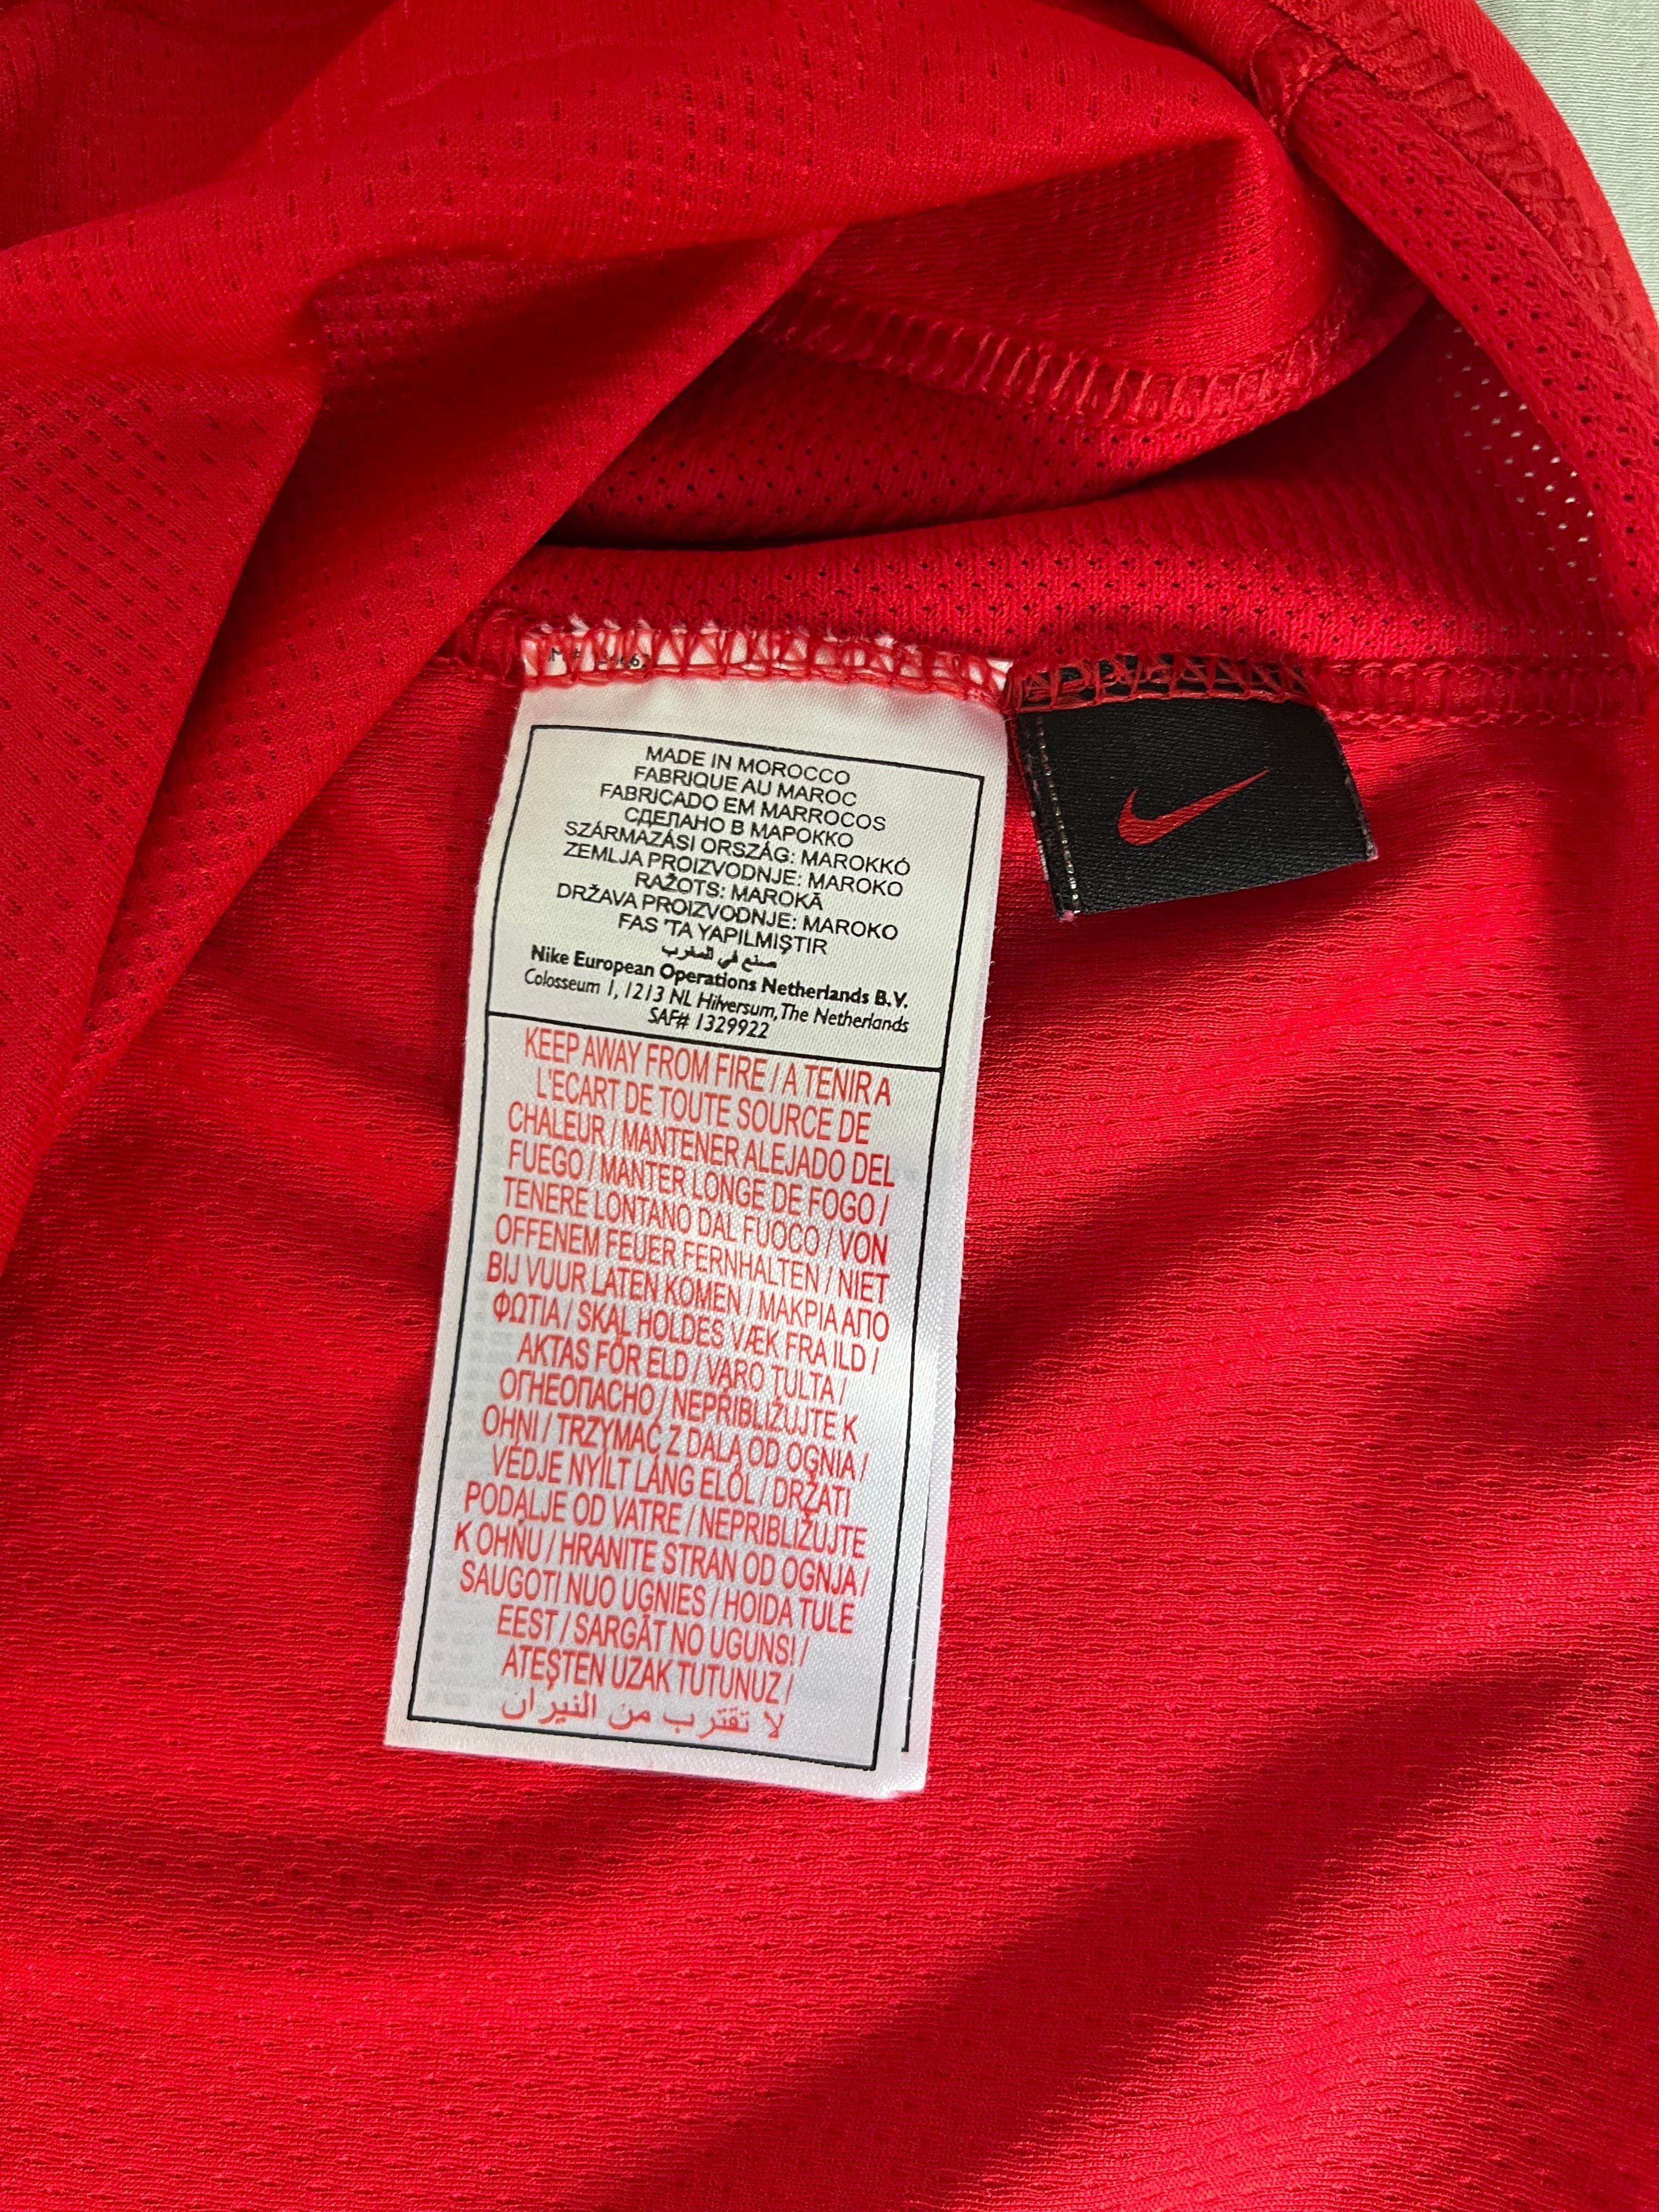 MADE IN MOROCCO
FABRIQUE AU MAROC
FABRICADO EM MARROCOS
СДЕЛАНО В МАРОККО
SZÁRMAZÁSI ORSZÁG: MAROKKÓ
ZEMLJA PROIZVODNJE: MAROKO
RAŽOTS: MAROKĀ
DRŽAVA PROIZVODNJE: MAROKO
FAS 'TA YAPILMIŞTIR
صنع في المغرب
Nike European Operations Netherlands B.V.
Colosseum 1, 1213 NL Hilversum, The Netherlands
SAF# 1329922
KEEP AWAY FROM FIRE / A TENIR A
L'ECART DE TOUTE SOURCE DE
CHALEUR / MANTENER ALEJADO DEL
FUEGO / MANTER LONGE DE FOGO /
TENERE LONTANO DAL FUOCO / VON
OFFENEM FEUER FERNHALTEN / NIET
BIJ VUUR LATEN KOMEN / ΜΑΚΡΙΑ ΑΠΟ
ΦΩΤΙΑ / SKAL HOLDES VÆK FRA ILD /
AKTAS FÖR ELD / VARO TULTA /
ОГНЕОПАСНО / NEPRIBLIŽUJTE K
OHNI / TRZYMAĆ Z DALA OD OGNIA /
VÉDJE NYÍLT LÁNG ELŐL / DRŽATI
PODALJE OD VATRE / NEPRIBLIŽUJTE
K OHŇU / HRANITE STRAN OD OGNJA /
SAUGOTI NUO UGNIES / HOIDA TULE
EEST / SARGĀT NO UGUNS! /
ATEŞTEN UZAK TUTUNUZ /
لا تقترب من النيران